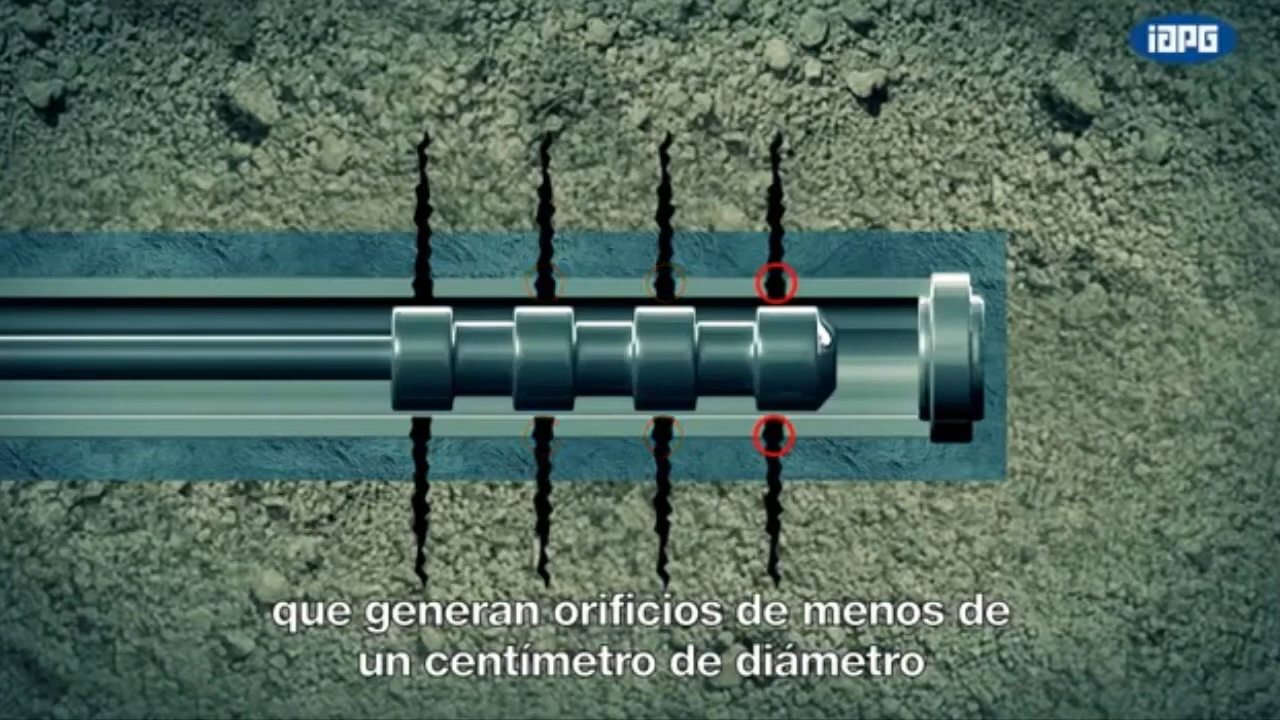 iAPG
que generan orificios de menos de
un centímetro de diámetro